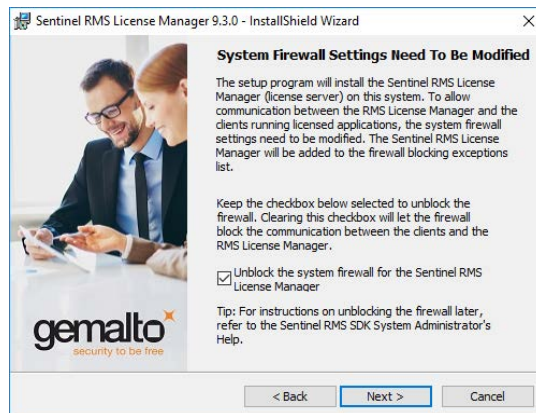 Sentinel RMS License Manager 9.3.0 - InstallShield Wizard
System Firewall Settings Need To Be Modified
The setup program will install the Sentinel RMS License
Manager (license server) on this system. To allow
communication between the RMS License Manager and the
clients running licensed applications, the system firewall
settings need to be modified. The Sentinel RMS License
Manager will be added to the firewall blocking exceptions
list.
Keep the checkbox below selected to unblock the
firewall. Clearing this checkbox will let the firewall
block the communication between the clients and the
RMS License Manager.
Unblock the system firewall for the Sentinel RMS
License Manager
Tip: For instructions on unblocking the firewall later,
refer to the Sentinel RMS SDK System Administrator's
Help.
gemalto
security to be free
< Back
Next >
Cancel